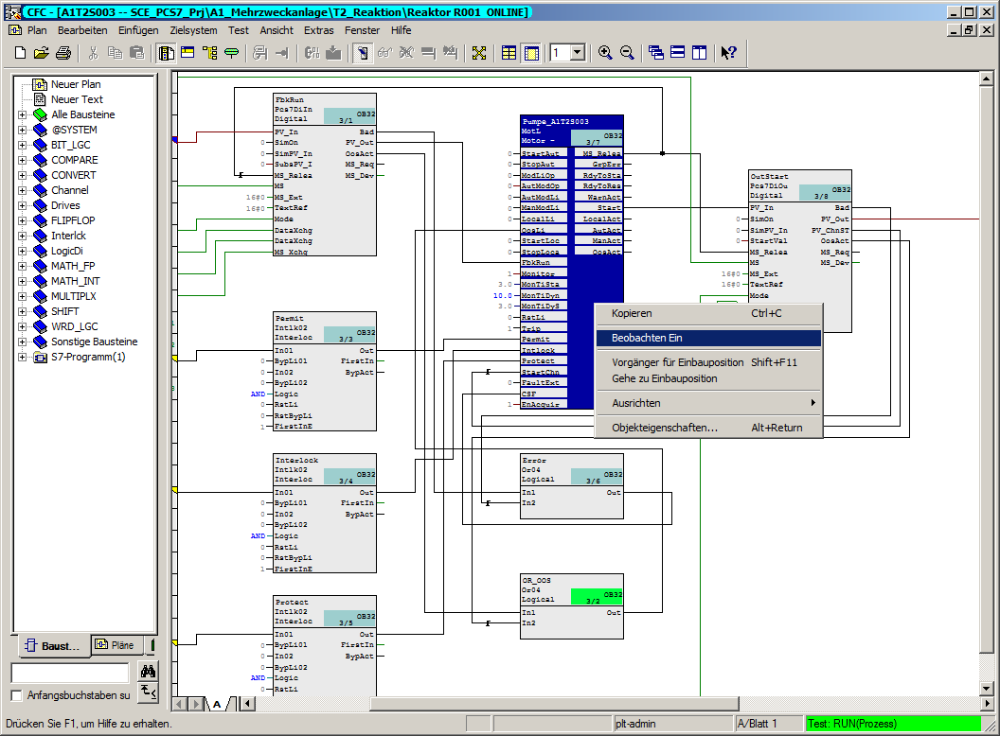 CFC - [A1T2S003 -- SCE_PCS7_Prj\A1_Mehrzweckanlage\T2_Reaktion\Reaktor R001 ONLINE]
Plan Bearbeiten Einfügen Zielsystem Test Ansicht Extras Fenster Hilfe
1
Neuer Plan
Neuer Text
Alle Bausteine
@SYSTEM
BIT_LGC
COMPARE
CONVERT
Channel
Drives
FLIPFLOP
Interlck
LogicDi
MATH_FP
MATH_INT
MULTIPLX
SHIFT
WRD_LGC
Sonstige Bausteine
S7-Programm(1)
Baust... Pläne
Anfangsbuchstaben su
FbkRun
Pcs7DiIn
Digital
OB32
3/1
PV_In Bad
0 SimOn PV_Out
0 SimPV_In OosAct
0 SubsPV_I MS_Req
MS_Relea MS_Dev
MS
16#0 MS_Ext
16#0 TextRef
Mode
DataXchg
DataXchg
MS_Xchg
Permit
Intlk02
Interloc
OB32
3/3
In01 Out
0 BypLi01 FirstIn
0 In02 BypAct
0 BypLi02
AND Logic
0 RstLi
0 RstBypLi
1 FirstInE
Interlock
Intlk02
Interloc
OB32
3/4
In01 Out
0 BypLi01 FirstIn
0 In02 BypAct
0 BypLi02
AND Logic
0 RstLi
0 RstBypLi
1 FirstInE
Protect
Intlk02
Interloc
OB32
3/5
In01 Out
0 BypLi01 FirstIn
0 In02 BypAct
0 BypLi02
AND Logic
0 RstLi
Pumpe_A1T2S003
MotL
Motor -
OB32
3/7
0 StartAut MS_Relea
0 StopAut GrpErr
0 ModLiOp RdyToSta
0 AutModOp RdyToRes
0 AutModLi WarnAct
0 ManModLi Start
0 LocalLi LocalAct
OosLi AutAct
0 StartLoc ManAct
0 StopLoca OosAct
FbkRun
1 Monitor
3.0 MonTiSta
10.0 MonTiDyn
3.0 MonTiDyS
0 RstLi
1 Trip
Permit
Intlock
Protect
StartChn
0 FaultExt
CSF
1 EnAcquir
OutStart
Pcs7DiOu
Digital
OB32
3/8
PV_In Bad
0 SimOn PV_Out
0 SimPV_In PV_ChnST
0 StartVal OosAct
MS_Relea MS_Req
MS MS_Dev
16#0 MS_Ext
16#0 TextRef
Mode
Kopieren Ctrl+C
Beobachten Ein
Vorgänger für Einbauposition Shift+F11
Gehe zu Einbauposition
Ausrichten
Objekteigenschaften... Alt+Return
Error
Or04
Logical
OB32
3/6
In1 Out
In2
OR_OOS
Or04
Logical
OB32
3/2
In1 Out
In2
A
Drücken Sie F1, um Hilfe zu erhalten. plt-admin A/Blatt 1 Test: RUN(Prozess)